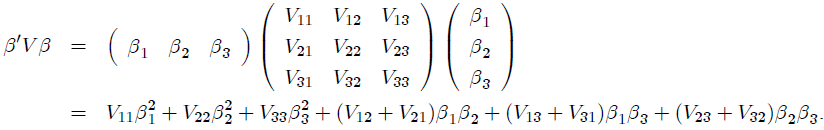 β′Vβ = ( β₁ β₂ β₃ ) ( V₁₁ V₁₂ V₁₃ ; V₂₁ V₂₂ V₂₃ ; V₃₁ V₃₂ V₃₃ ) ( β₁ ; β₂ ; β₃ )
= V₁₁β₁² + V₂₂β₂² + V₃₃β₃² + (V₁₂ + V₂₁)β₁β₂ + (V₁₃ + V₃₁)β₁β₃ + (V₂₃ + V₃₂)β₂β₃.